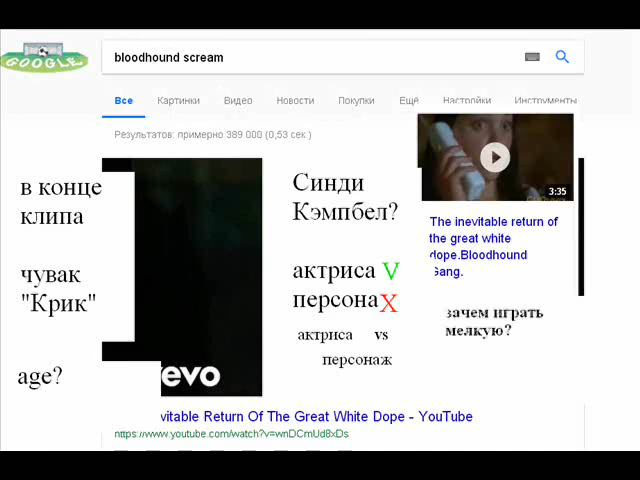 GOOGLE
bloodhound scream
Все Картинки Видео Новости Покупки Ещё Настройки Инструменты
Результатов: примерно 389 000 (0,53 сек.)
в конце
клипа
чувак
"Крик"
age?
evo
Синди
Кэмпбел?
актриса V
персона X
актриса vs
персонаж
3:35
The inevitable return of
the great white
dope.Bloodhound
Gang.
зачем играть
мелкую?
vitable Return Of The Great White Dope - YouTube
https://www.youtube.com/watch?v=wnDCmUd8xDs